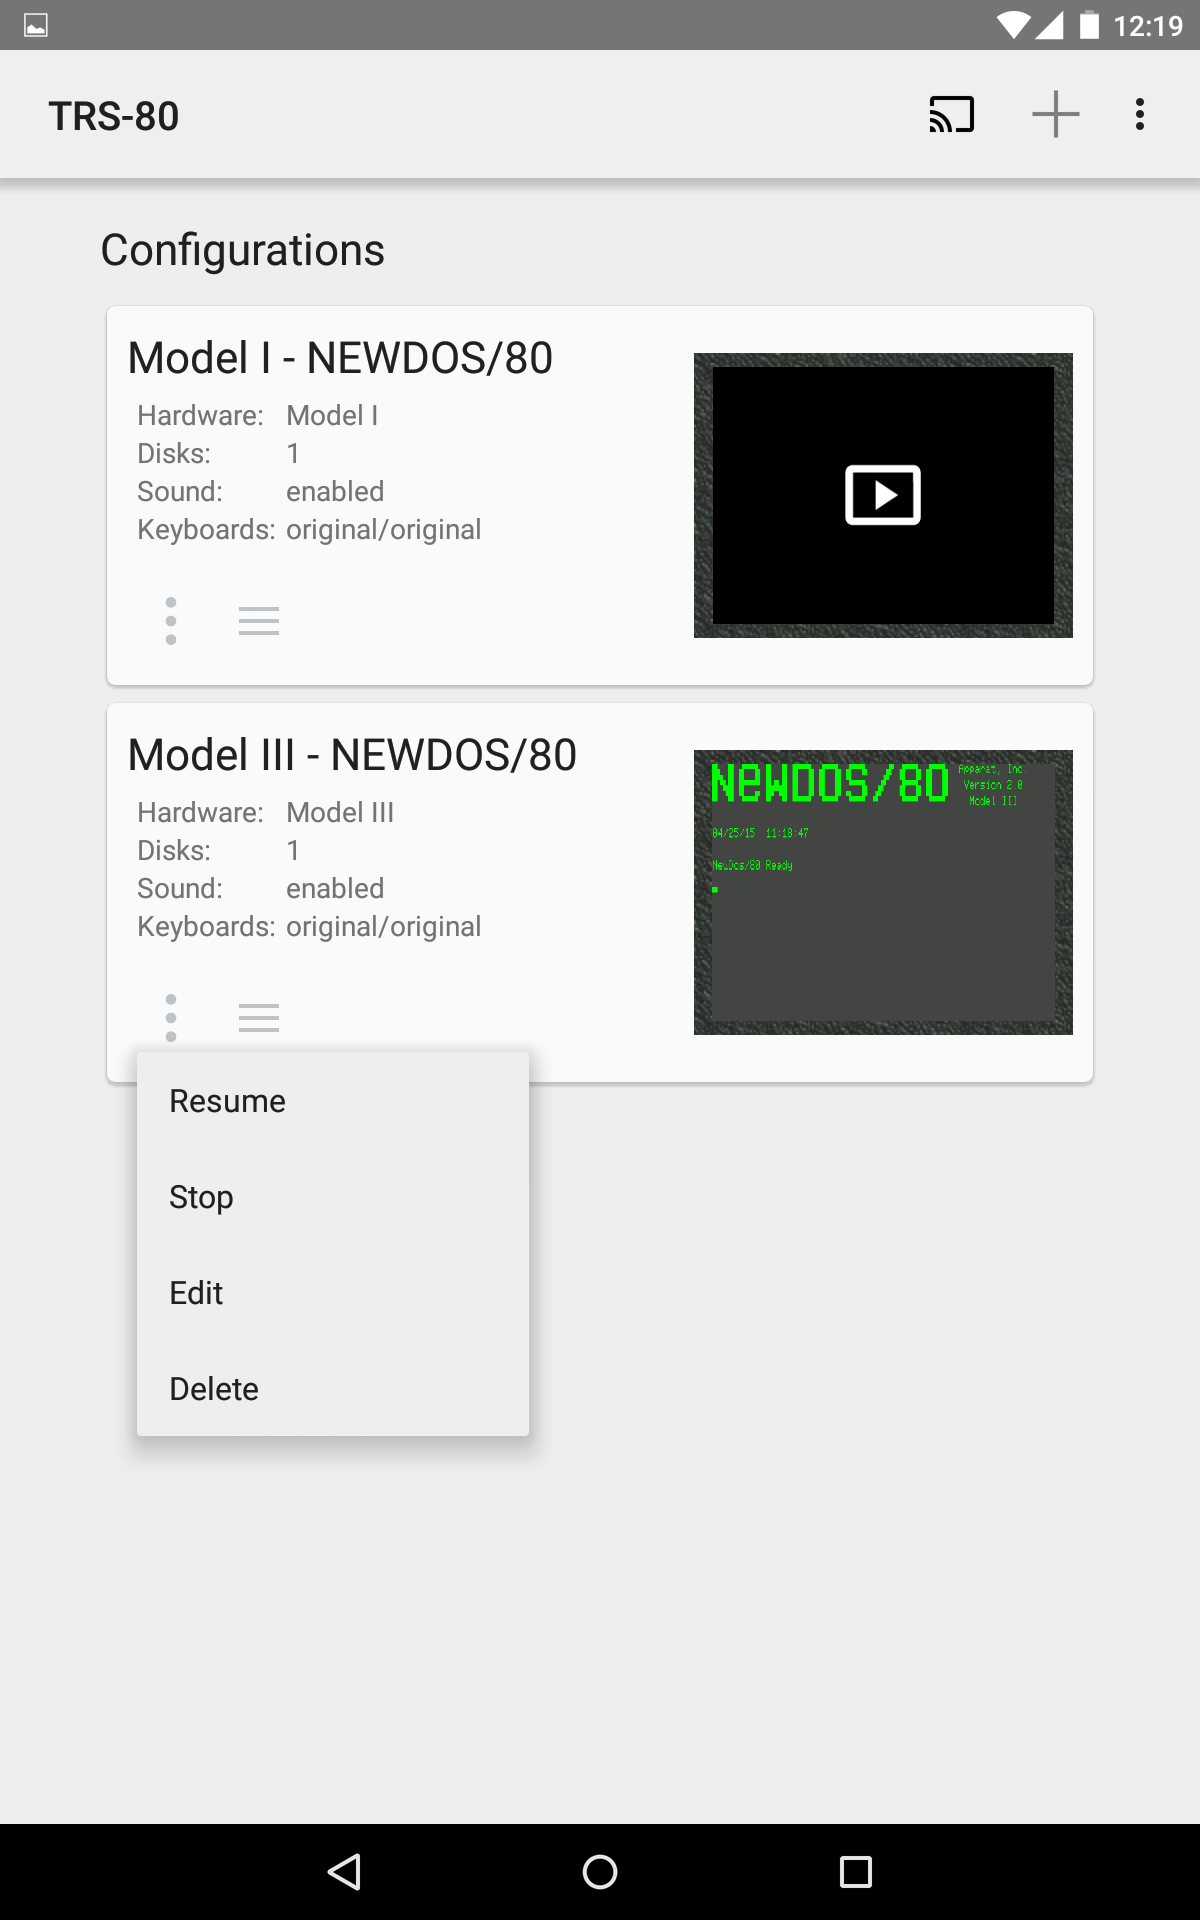 12:19
TRS-80
Configurations
Model I - NEWDOS/80
Hardware: Model I
Disks: 1
Sound: enabled
Keyboards: original/original
Model III - NEWDOS/80
Hardware: Model III
Disks: 1
Sound: enabled
Keyboards: original/original
NeWDOS/80
Apparat, Inc.
Version 2.0
Model III
04/25/15 11:18:47
NewDos/80 Ready
Resume
Stop
Edit
Delete